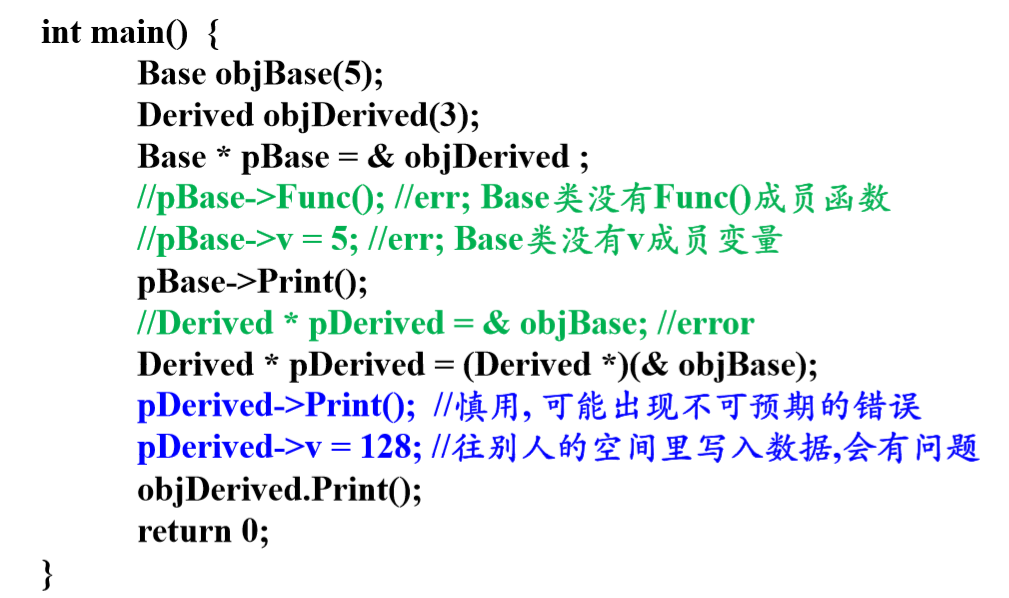 int main() {
Base objBase(5);
Derived objDerived(3);
Base * pBase = & objDerived ;
//pBase->Func(); //err; Base类没有Func()成员函数
//pBase->v = 5; //err; Base类没有v成员变量
pBase->Print();
//Derived * pDerived = & objBase; //error
Derived * pDerived = (Derived *)(& objBase);
pDerived->Print(); //慎用, 可能出现不可预期的错误
pDerived->v = 128; //往别人的空间里写入数据,会有问题
objDerived.Print();
return 0;
}